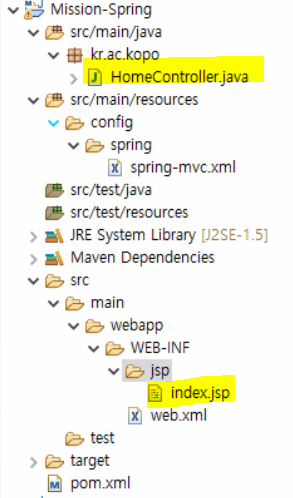 Mission-Spring
src/main/java
kr.ac.kopo
HomeController.java
src/main/resources
config
spring
spring-mvc.xml
src/test/java
src/test/resources
JRE System Library [J2SE-1.5]
Maven Dependencies
src
main
webapp
WEB-INF
jsp
index.jsp
web.xml
test
target
pom.xml